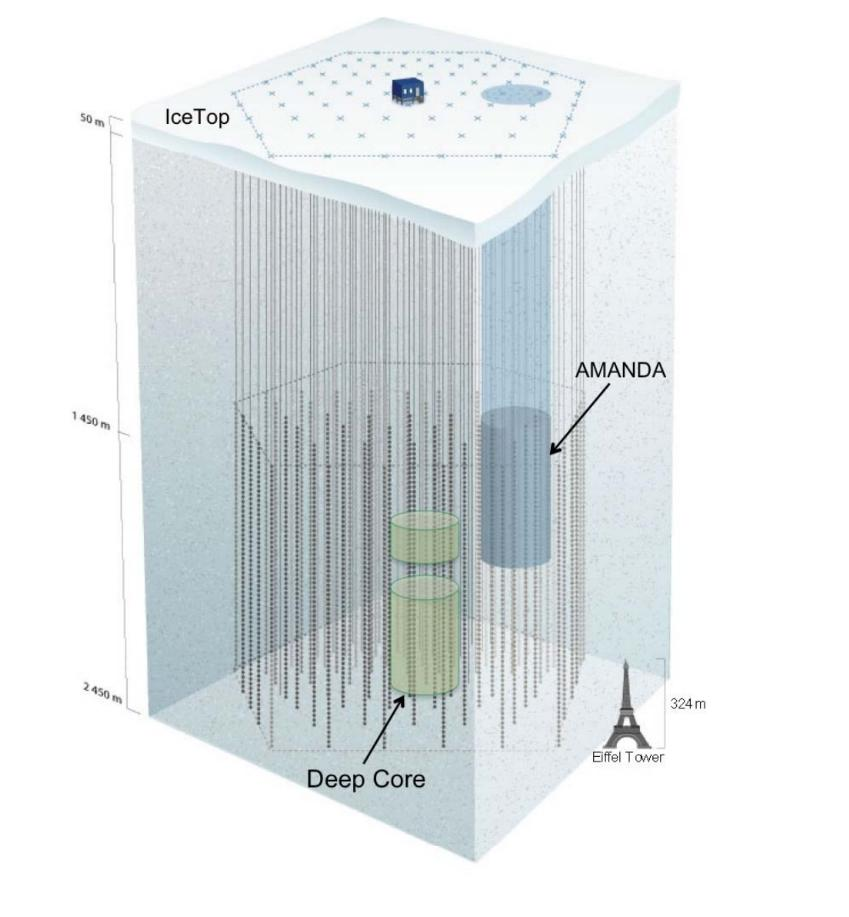 50 m
IceTop
AMANDA
1 450 m
2 450 m
324 m
Eiffel Tower
Deep Core